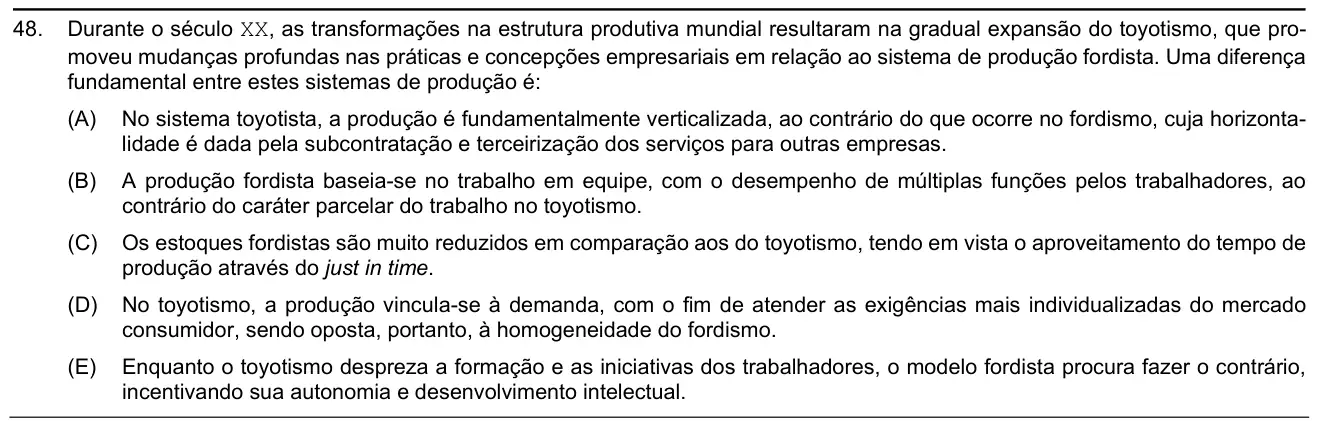 48. Durante o século XX, as transformações na estrutura produtiva mundial resultaram na gradual expansão do toyotismo, que pro-
moveu mudanças profundas nas práticas e concepções empresariais em relação ao sistema de produção fordista. Uma diferença
fundamental entre estes sistemas de produção é:
(A) No sistema toyotista, a produção é fundamentalmente verticalizada, ao contrário do que ocorre no fordismo, cuja horizonta-
lidade é dada pela subcontratação e terceirização dos serviços para outras empresas.
(B) A produção fordista baseia-se no trabalho em equipe, com o desempenho de múltiplas funções pelos trabalhadores, ao
contrário do caráter parcelar do trabalho no toyotismo.
(C) Os estoques fordistas são muito reduzidos em comparação aos do toyotismo, tendo em vista o aproveitamento do tempo de
produção através do just in time.
(D) No toyotismo, a produção vincula-se à demanda, com o fim de atender as exigências mais individualizadas do mercado
consumidor, sendo oposta, portanto, à homogeneidade do fordismo.
(E) Enquanto o toyotismo despreza a formação e as iniciativas dos trabalhadores, o modelo fordista procura fazer o contrário,
incentivando sua autonomia e desenvolvimento intelectual.